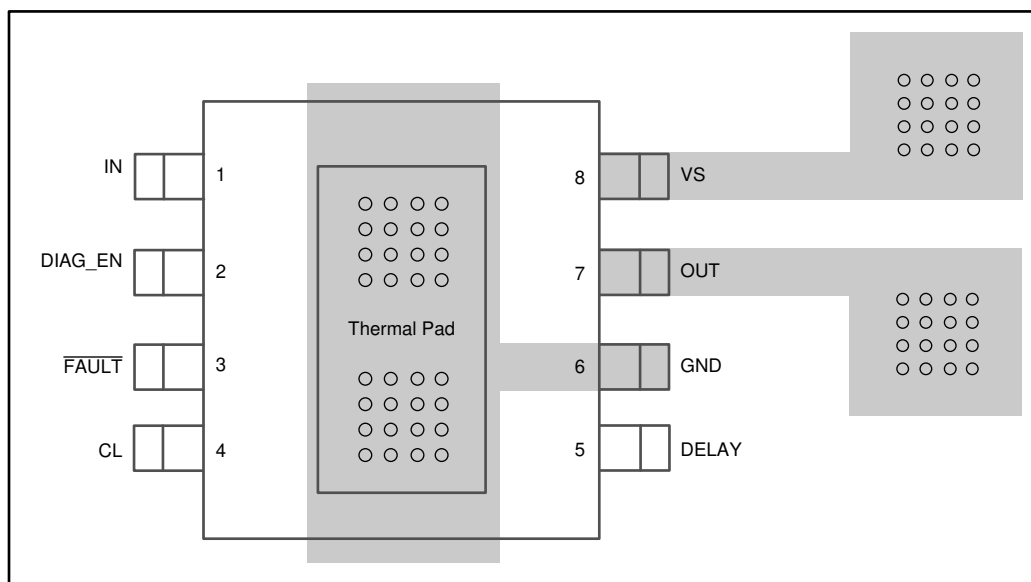 IN 1 8 VS
DIAG_EN 2 7 OUT
Thermal Pad
FAULT 3 6 GND
CL 4 5 DELAY